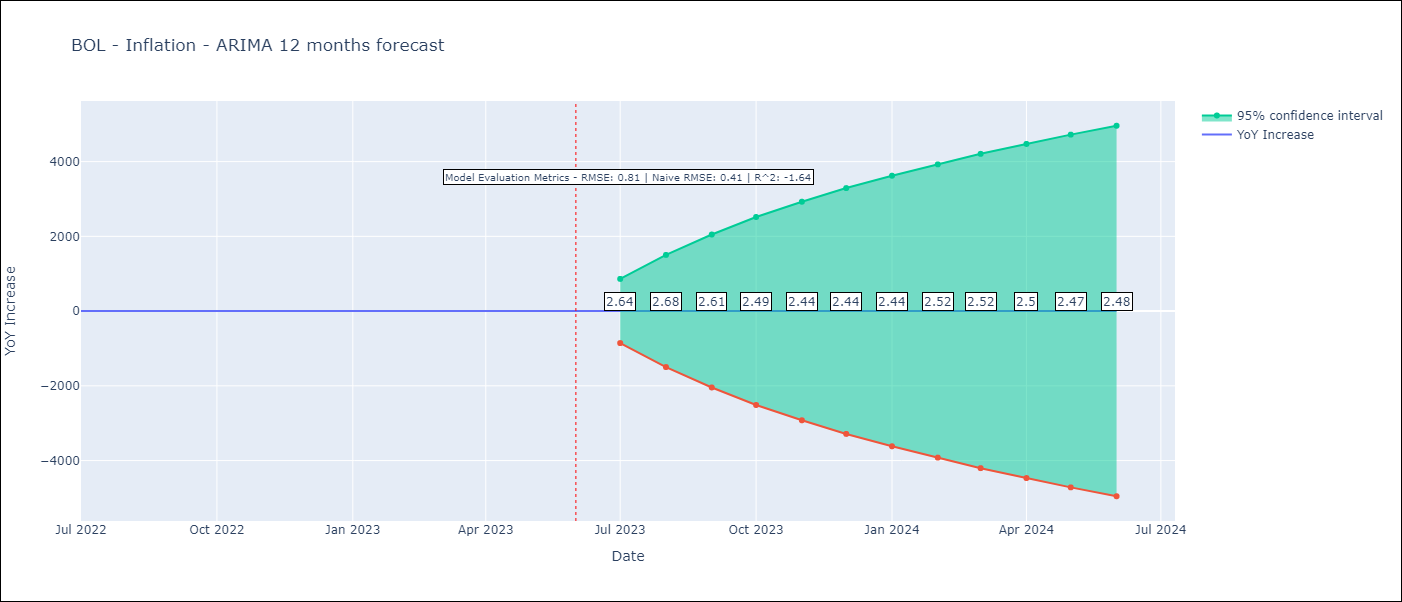 BOL - Inflation - ARIMA 12 months forecast
95% confidence interval
YoY Increase
Model Evaluation Metrics - RMSE: 0.81 | Naive RMSE: 0.41 | R^2: -1.64
YoY Increase
4000
2000
0
−2000
−4000
2.64 2.68 2.61 2.49 2.44 2.44 2.44 2.52 2.52 2.5 2.47 2.48
Jul 2022 Oct 2022 Jan 2023 Apr 2023 Jul 2023 Oct 2023 Jan 2024 Apr 2024 Jul 2024
Date